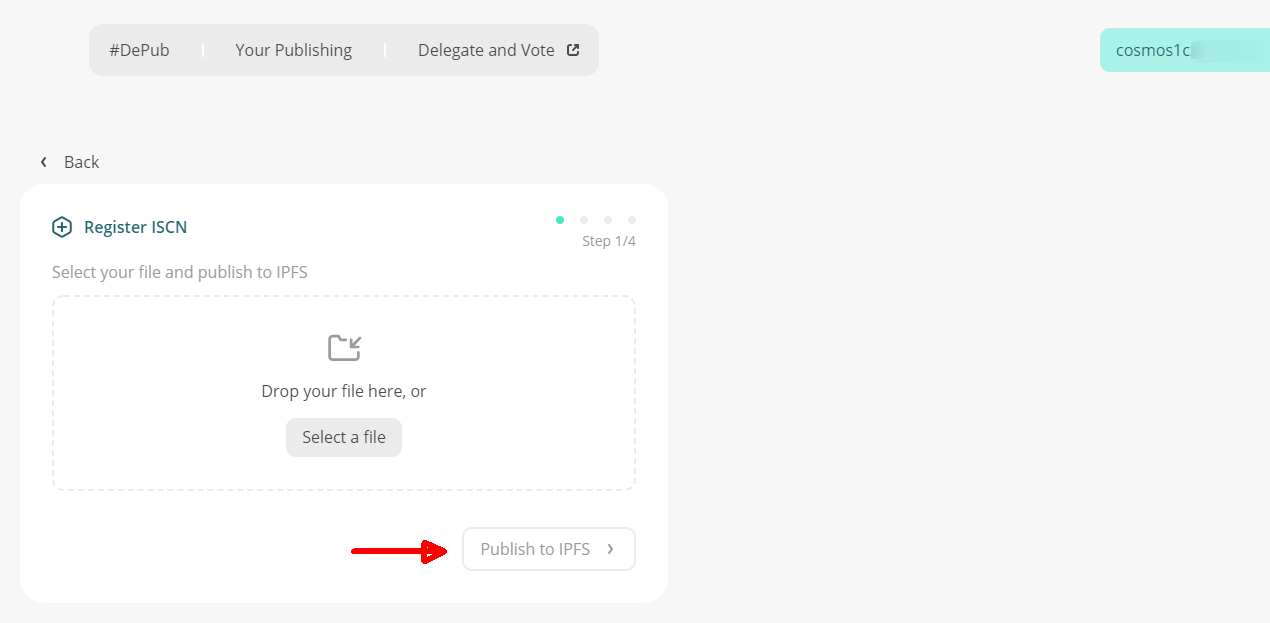 #DePub
Your Publishing
Delegate and Vote
cosmos1c
Back
Register ISCN
Step 1/4
Select your file and publish to IPFS
Drop your file here, or
Select a file
Publish to IPFS